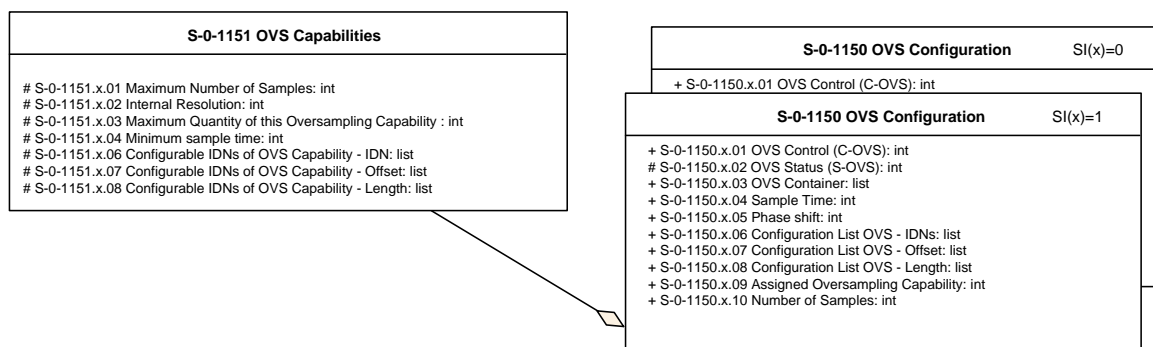 S-0-1151 OVS Capabilities
# S-0-1151.x.01 Maximum Number of Samples: int
# S-0-1151.x.02 Internal Resolution: int
# S-0-1151.x.03 Maximum Quantity of this Oversampling Capability : int
# S-0-1151.x.04 Minimum sample time: int
# S-0-1151.x.06 Configurable IDNs of OVS Capability - IDN: list
# S-0-1151.x.07 Configurable IDNs of OVS Capability - Offset: list
# S-0-1151.x.08 Configurable IDNs of OVS Capability - Length: list
S-0-1150 OVS Configuration SI(x)=0
+ S-0-1150.x.01 OVS Control (C-OVS): int
S-0-1150 OVS Configuration SI(x)=1
+ S-0-1150.x.01 OVS Control (C-OVS): int
# S-0-1150.x.02 OVS Status (S-OVS): int
+ S-0-1150.x.03 OVS Container: list
+ S-0-1150.x.04 Sample Time: int
+ S-0-1150.x.05 Phase shift: int
+ S-0-1150.x.06 Configuration List OVS - IDNs: list
+ S-0-1150.x.07 Configuration List OVS - Offset: list
+ S-0-1150.x.08 Configuration List OVS - Length: list
+ S-0-1150.x.09 Assigned Oversampling Capability: int
+ S-0-1150.x.10 Number of Samples: int